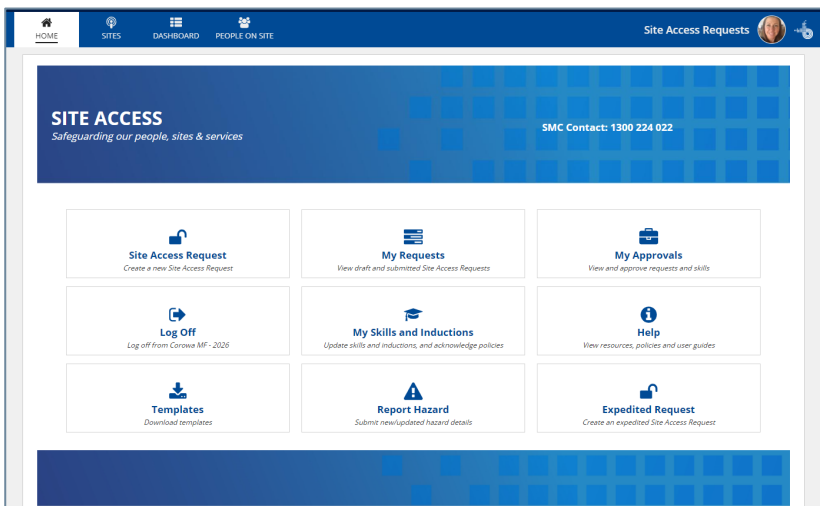 HOME SITES DASHBOARD PEOPLE ON SITE Site Access Requests
SITE ACCESS
Safeguarding our people, sites & services
SMC Contact: 1300 224 022
Site Access Request
Create a new Site Access Request
My Requests
View draft and submitted Site Access Requests
My Approvals
View and approve requests and skills
Log Off
Log off from Corowa MF - 2026
My Skills and Inductions
Update skills and inductions, and acknowledge policies
Help
View resources, policies and user guides
Templates
Download templates
Report Hazard
Submit new/updated hazard details
Expedited Request
Create an expedited Site Access Request